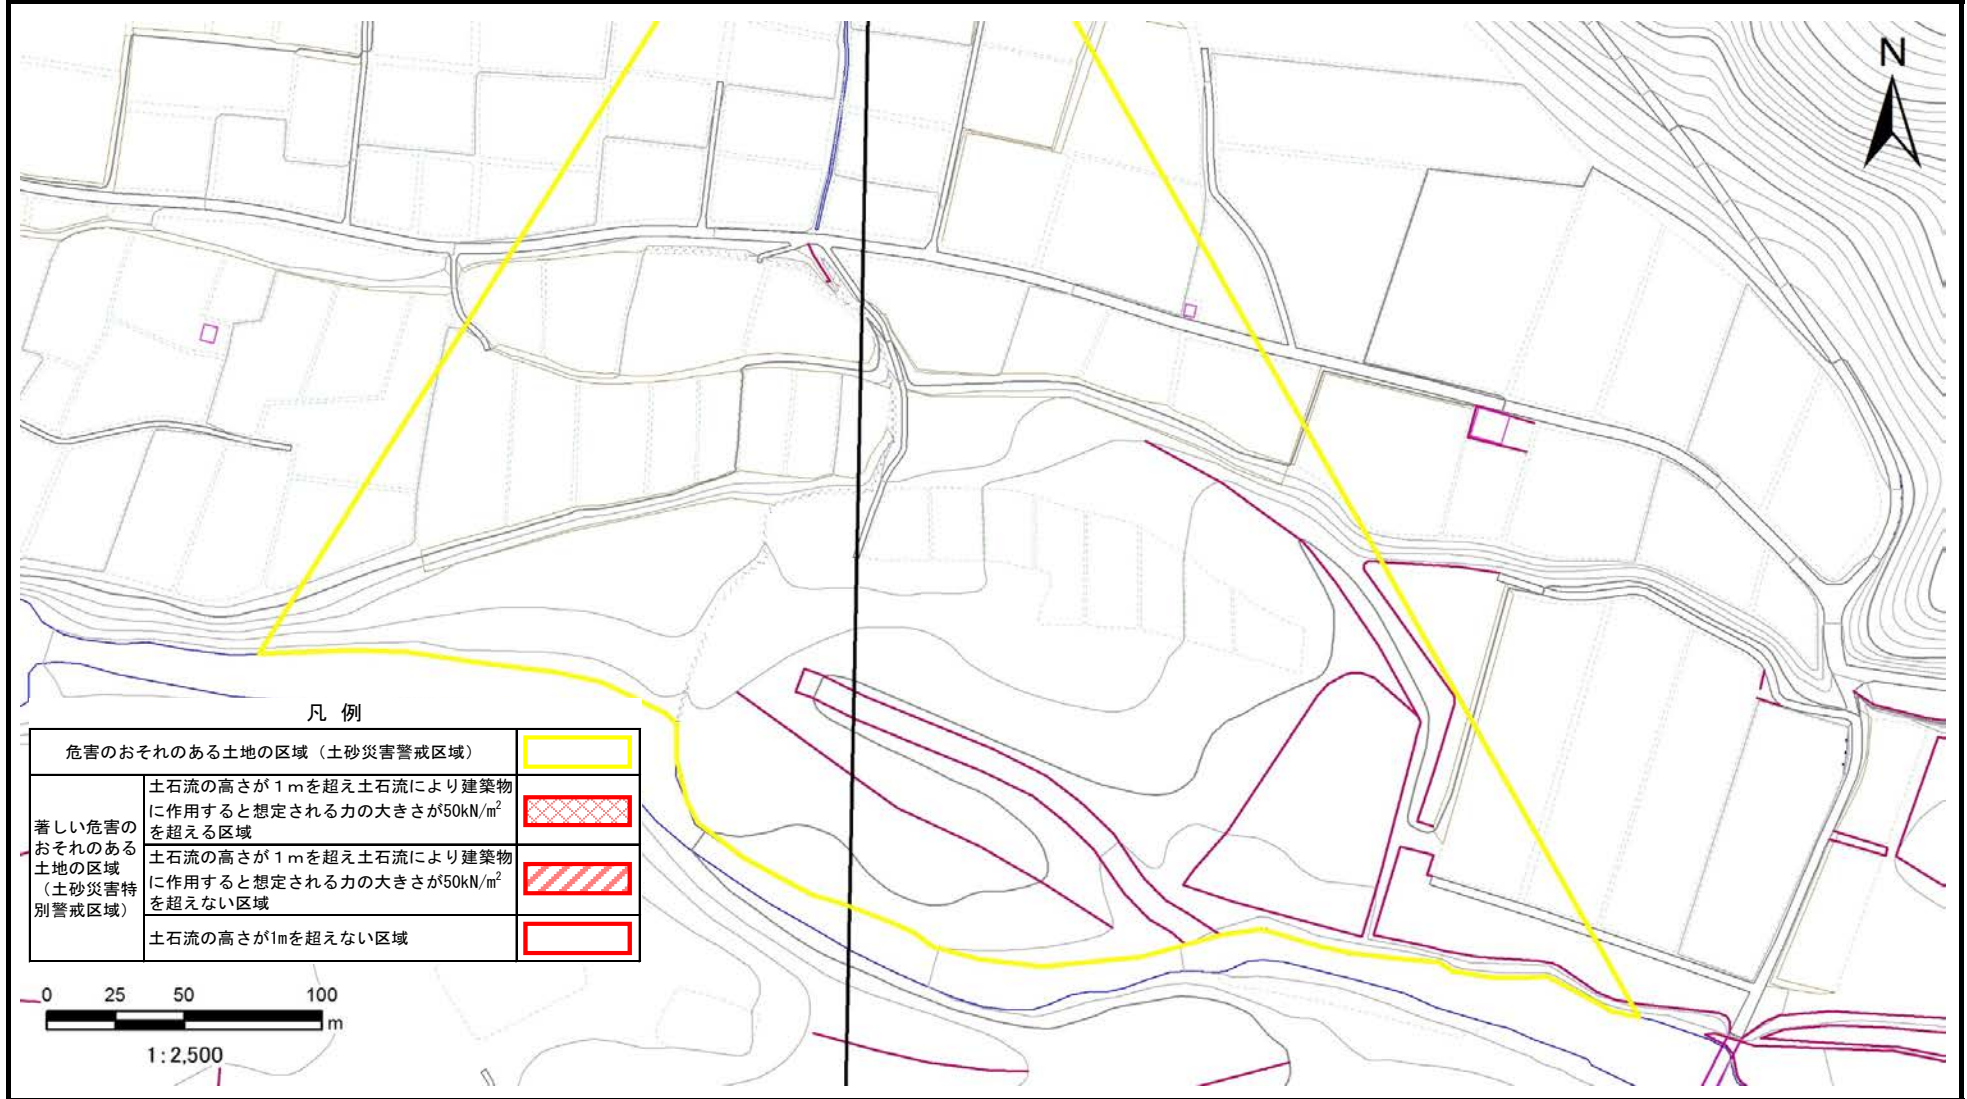 N
凡 例
危害のおそれのある土地の区域（土砂災害警戒区域）
著しい危害の
おそれのある
土地の区域
（土砂災害特
別警戒区域）
土石流の高さが１ｍを超え土石流により建築物
に作用すると想定される力の大きさが50kN/m²
を超える区域
土石流の高さが１ｍを超え土石流により建築物
に作用すると想定される力の大きさが50kN/m²
を超えない区域
土石流の高さが1mを超えない区域
0 25 50 100
m
1:2,500